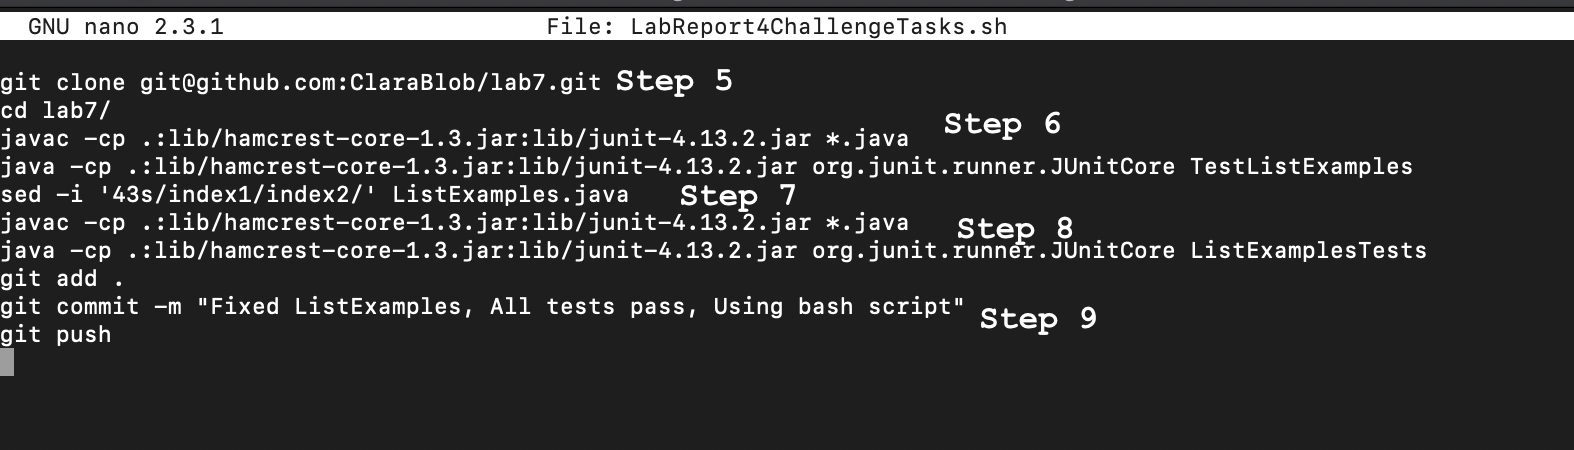 GNU nano 2.3.1 File: LabReport4ChallengeTasks.sh
git clone git@github.com:ClaraBlob/lab7.git Step 5
cd lab7/
javac -cp .:lib/hamcrest-core-1.3.jar:lib/junit-4.13.2.jar *.java Step 6
java -cp .:lib/hamcrest-core-1.3.jar:lib/junit-4.13.2.jar org.junit.runner.JUnitCore TestListExamples
sed -i '43s/index1/index2/' ListExamples.java Step 7
javac -cp .:lib/hamcrest-core-1.3.jar:lib/junit-4.13.2.jar *.java Step 8
java -cp .:lib/hamcrest-core-1.3.jar:lib/junit-4.13.2.jar org.junit.runner.JUnitCore ListExamplesTests
git add .
git commit -m "Fixed ListExamples, All tests pass, Using bash script" Step 9
git push